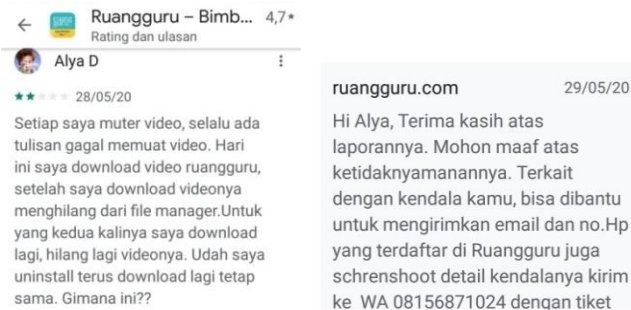 Ruangguru – Bimb... 4,7★
Rating dan ulasan
Alya D
28/05/20
Setiap saya muter video, selalu ada
tulisan gagal memuat video. Hari
ini saya download video ruangguru,
setelah saya download videonya
menghilang dari file manager.Untuk
yang kedua kalinya saya download
lagi, hilang lagi videonya. Udah saya
uninstall terus download lagi tetap
sama. Gimana ini??
ruangguru.com 29/05/20
Hi Alya, Terima kasih atas
laporannya. Mohon maaf atas
ketidaknyamanannya. Terkait
dengan kendala kamu, bisa dibantu
untuk mengirimkan email dan no.Hp
yang terdaftar di Ruangguru juga
schrenshoot detail kendalanya kirim
ke WA 08156871024 dengan tiket